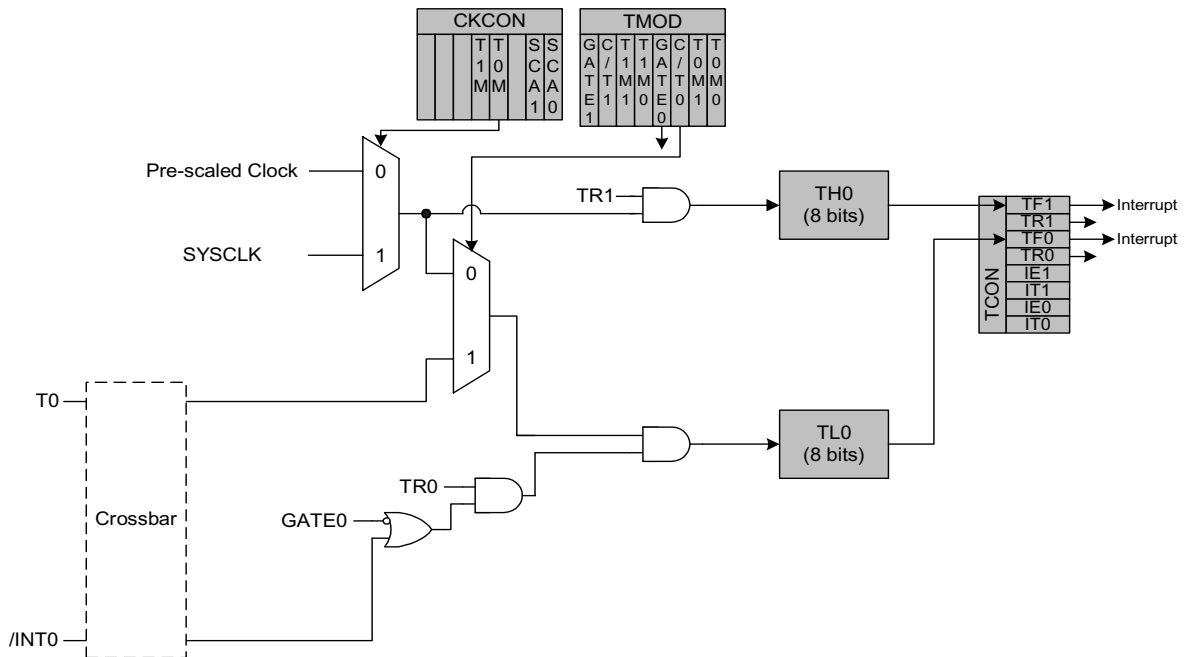 CKCON
T1M
T0M
SCA1
SCA0
TMOD
GATE1
C/T1
T1M1
T1M0
GATE0
C/T0
T0M1
T0M0
Pre-scaled Clock
0
SYSCLK
1
TR1
TH0
(8 bits)
TCON
TF1
TR1
TF0
TR0
IE1
IT1
IE0
IT0
Interrupt
Interrupt
0
1
T0
Crossbar
/INT0
TR0
GATE0
TL0
(8 bits)